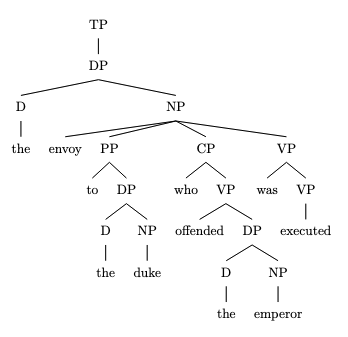 TP
DP
D NP
the envoy PP CP VP
to DP who VP was VP
D NP offended DP executed
the duke D NP
the emperor